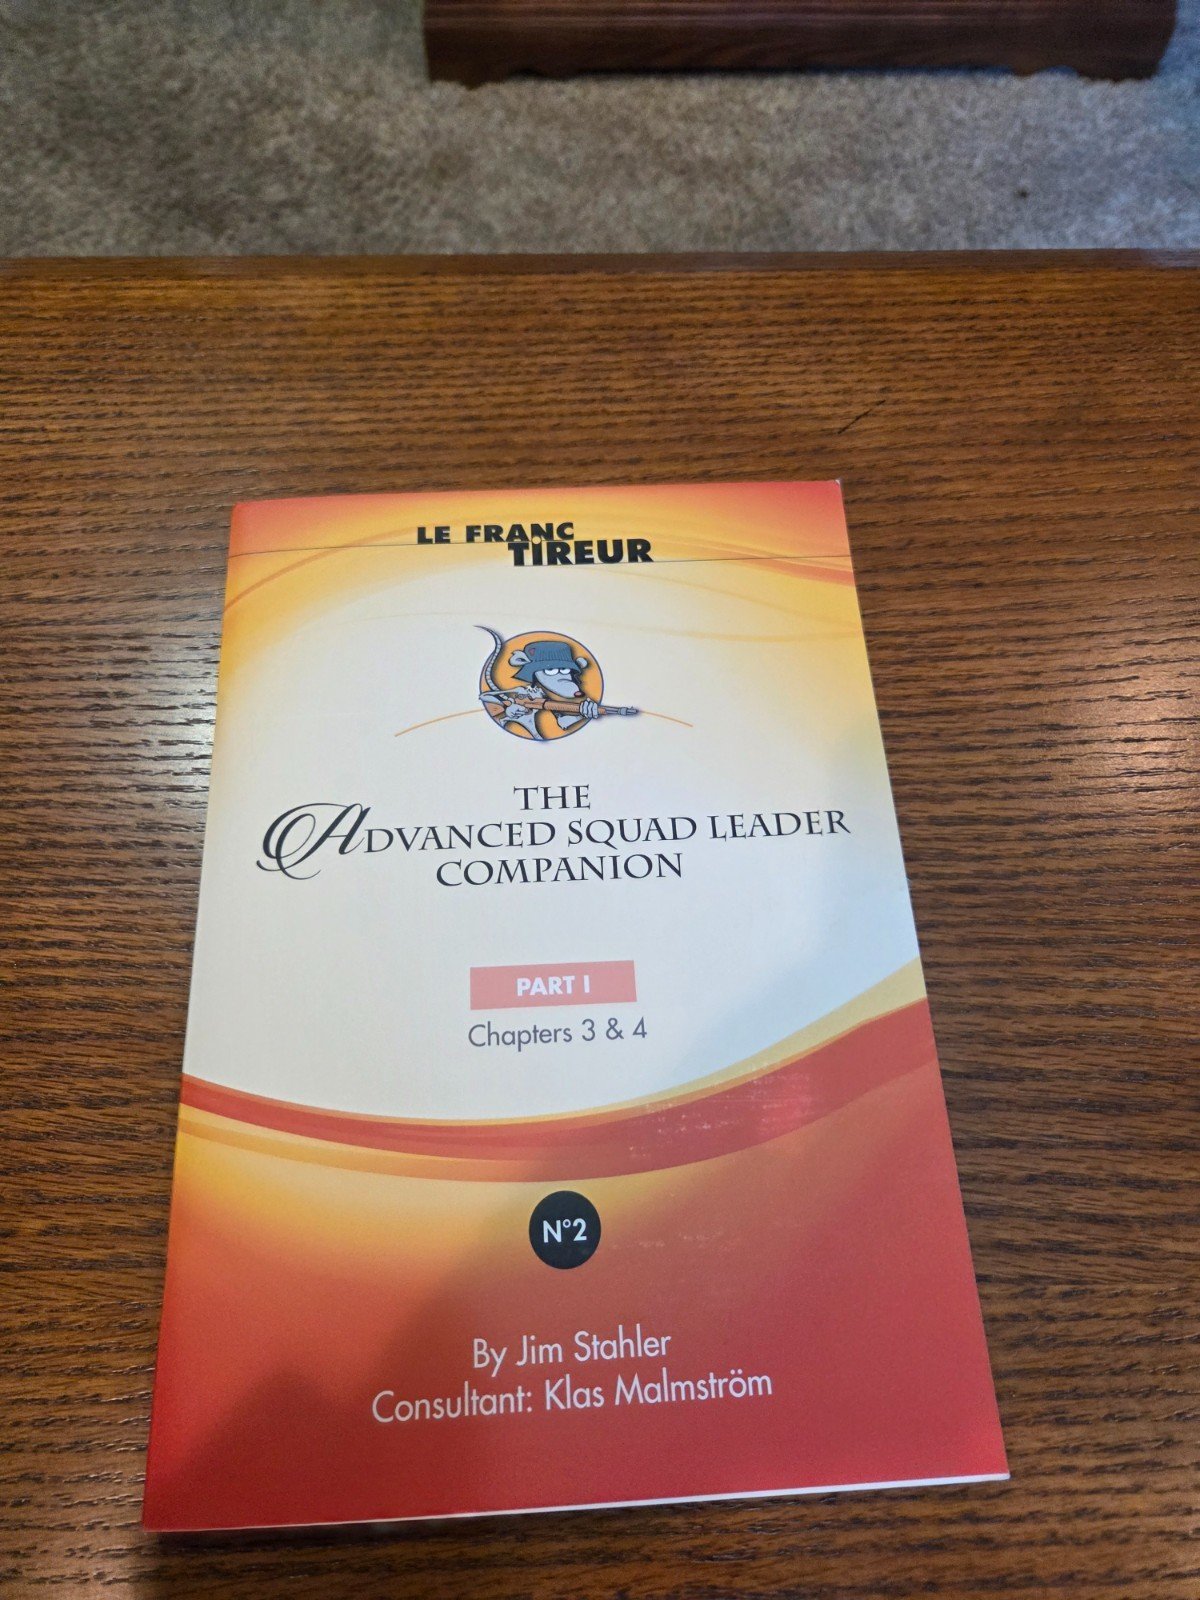 LE FRANC
TIREUR
THE
ADVANCED SQUAD LEADER
COMPANION
PART I
Chapters 3 & 4
N°2
By Jim Stahler
Consultant: Klas Malmström